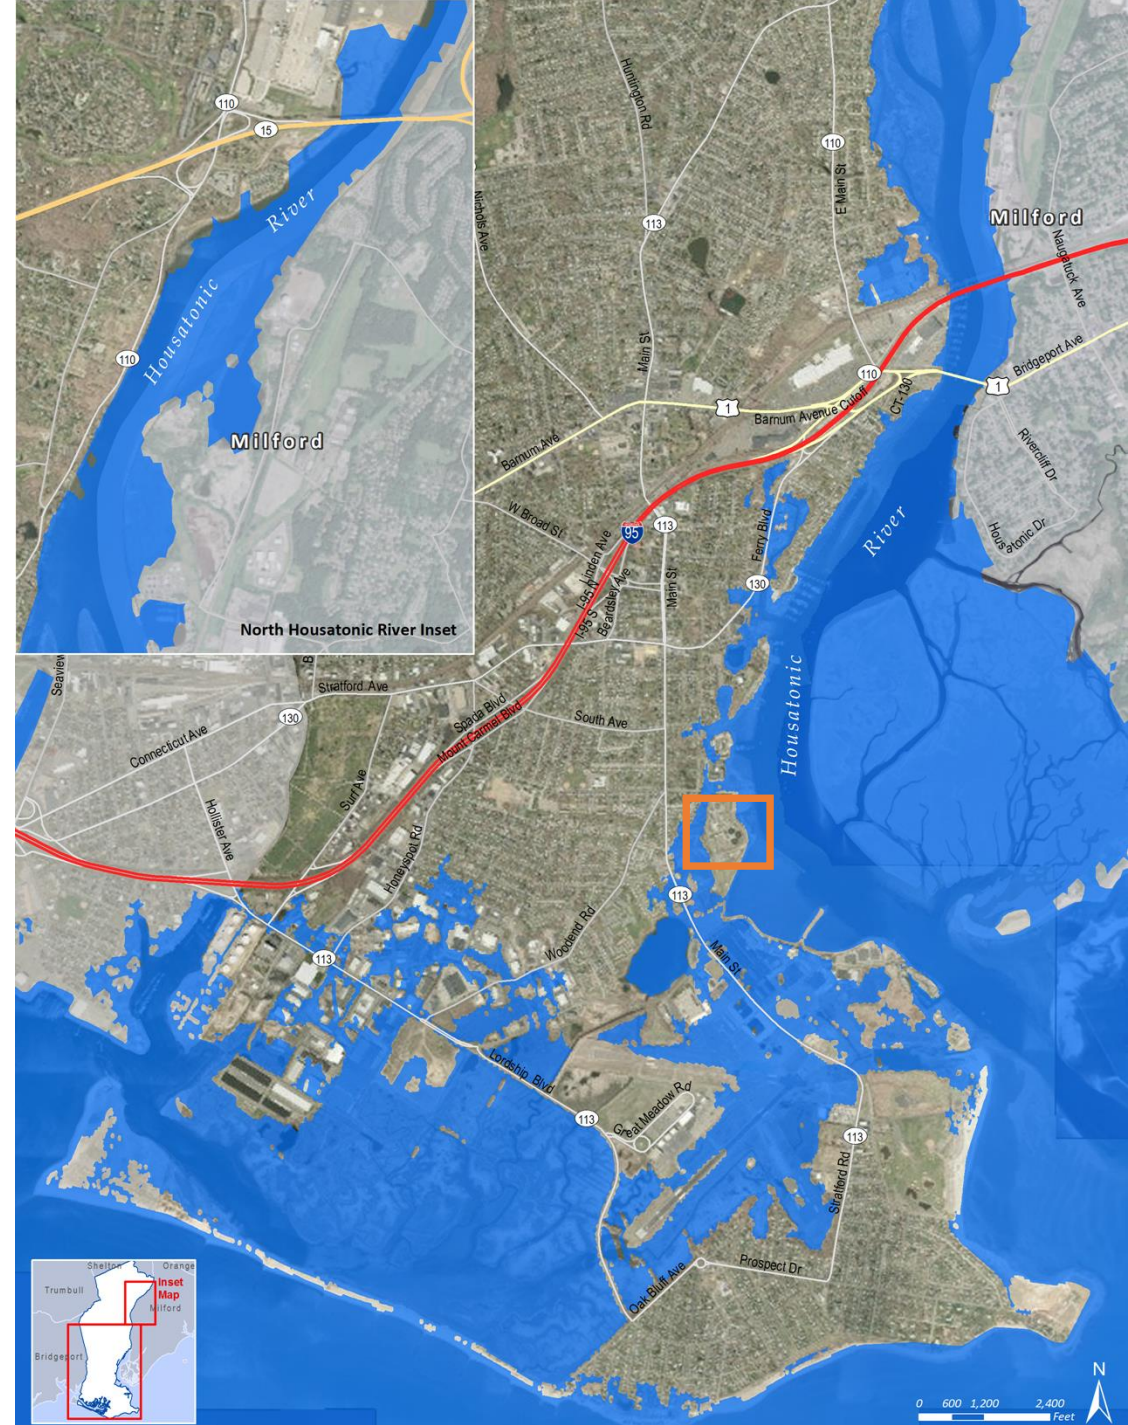 110
15
River
Housatonic
110
Milford
North Housatonic River Inset
Huntington Rd
110
E Main St
Nichols Ave
113
Milford
Naugatuck Ave
Main St
110
Bridgeport Ave
1
1
CT-130
Barnum Avenue Cutoff
Barnum Ave
Rivercliff Dr
W Broad St
River
Housatonic Dr
95
113
Ferry Blvd
Linden Ave
I-95 N
I-95 S
Beardsley Ave
Main St
130
Housatonic
Seaview
B
Stratford Ave
130
Spada Blvd
Mount Carmel Blvd
South Ave
Connecticut Ave
Surf Ave
Hollister Ave
Honeyspot Rd
113
Woodend Rd
113
Main St
Lordship Blvd
113
Great Meadow Rd
113
Stratford Rd
Prospect Dr
Oak Bluff Ave
Shelton
Orange
Trumbull
Inset
Map
Milford
Bridgeport
N
0 600 1,200 2,400
Feet